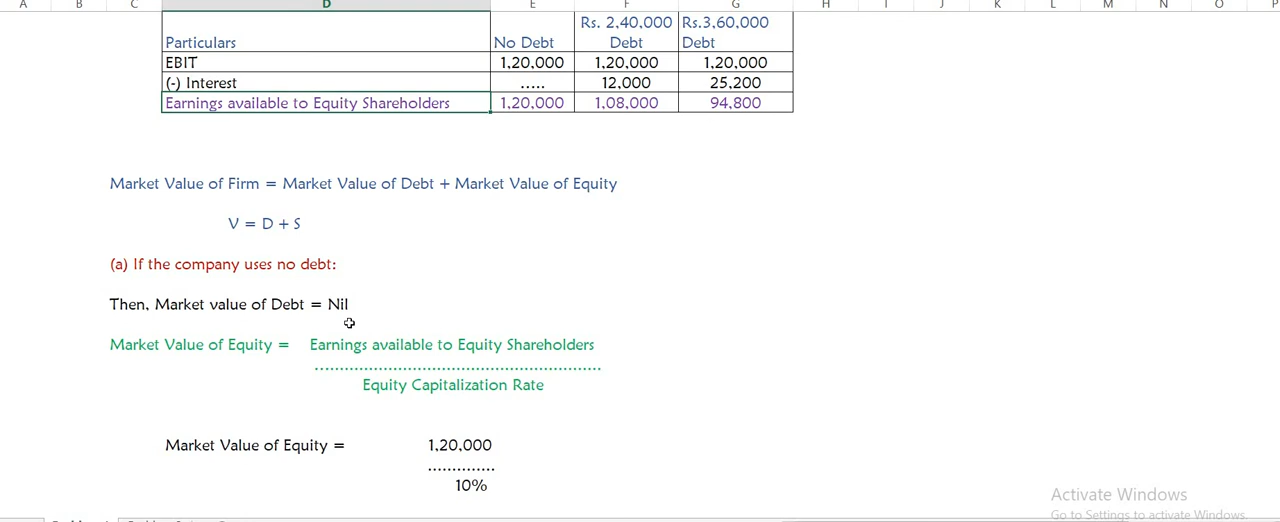 A B C D E F G H I J K L M N O P
Particulars No Debt Rs. 2,40,000 Debt Rs.3,60,000 Debt
EBIT 1,20,000 1,20,000 1,20,000
(-) Interest ..... 12,000 25,200
Earnings available to Equity Shareholders 1,20,000 1,08,000 94,800
Market Value of Firm = Market Value of Debt + Market Value of Equity
V = D + S
(a) If the company uses no debt:
Then, Market value of Debt = Nil
Market Value of Equity = Earnings available to Equity Shareholders
..................................................
Equity Capitalization Rate
Market Value of Equity = 1,20,000
..............
10%
Activate Windows
Go to Settings to activate Windows.